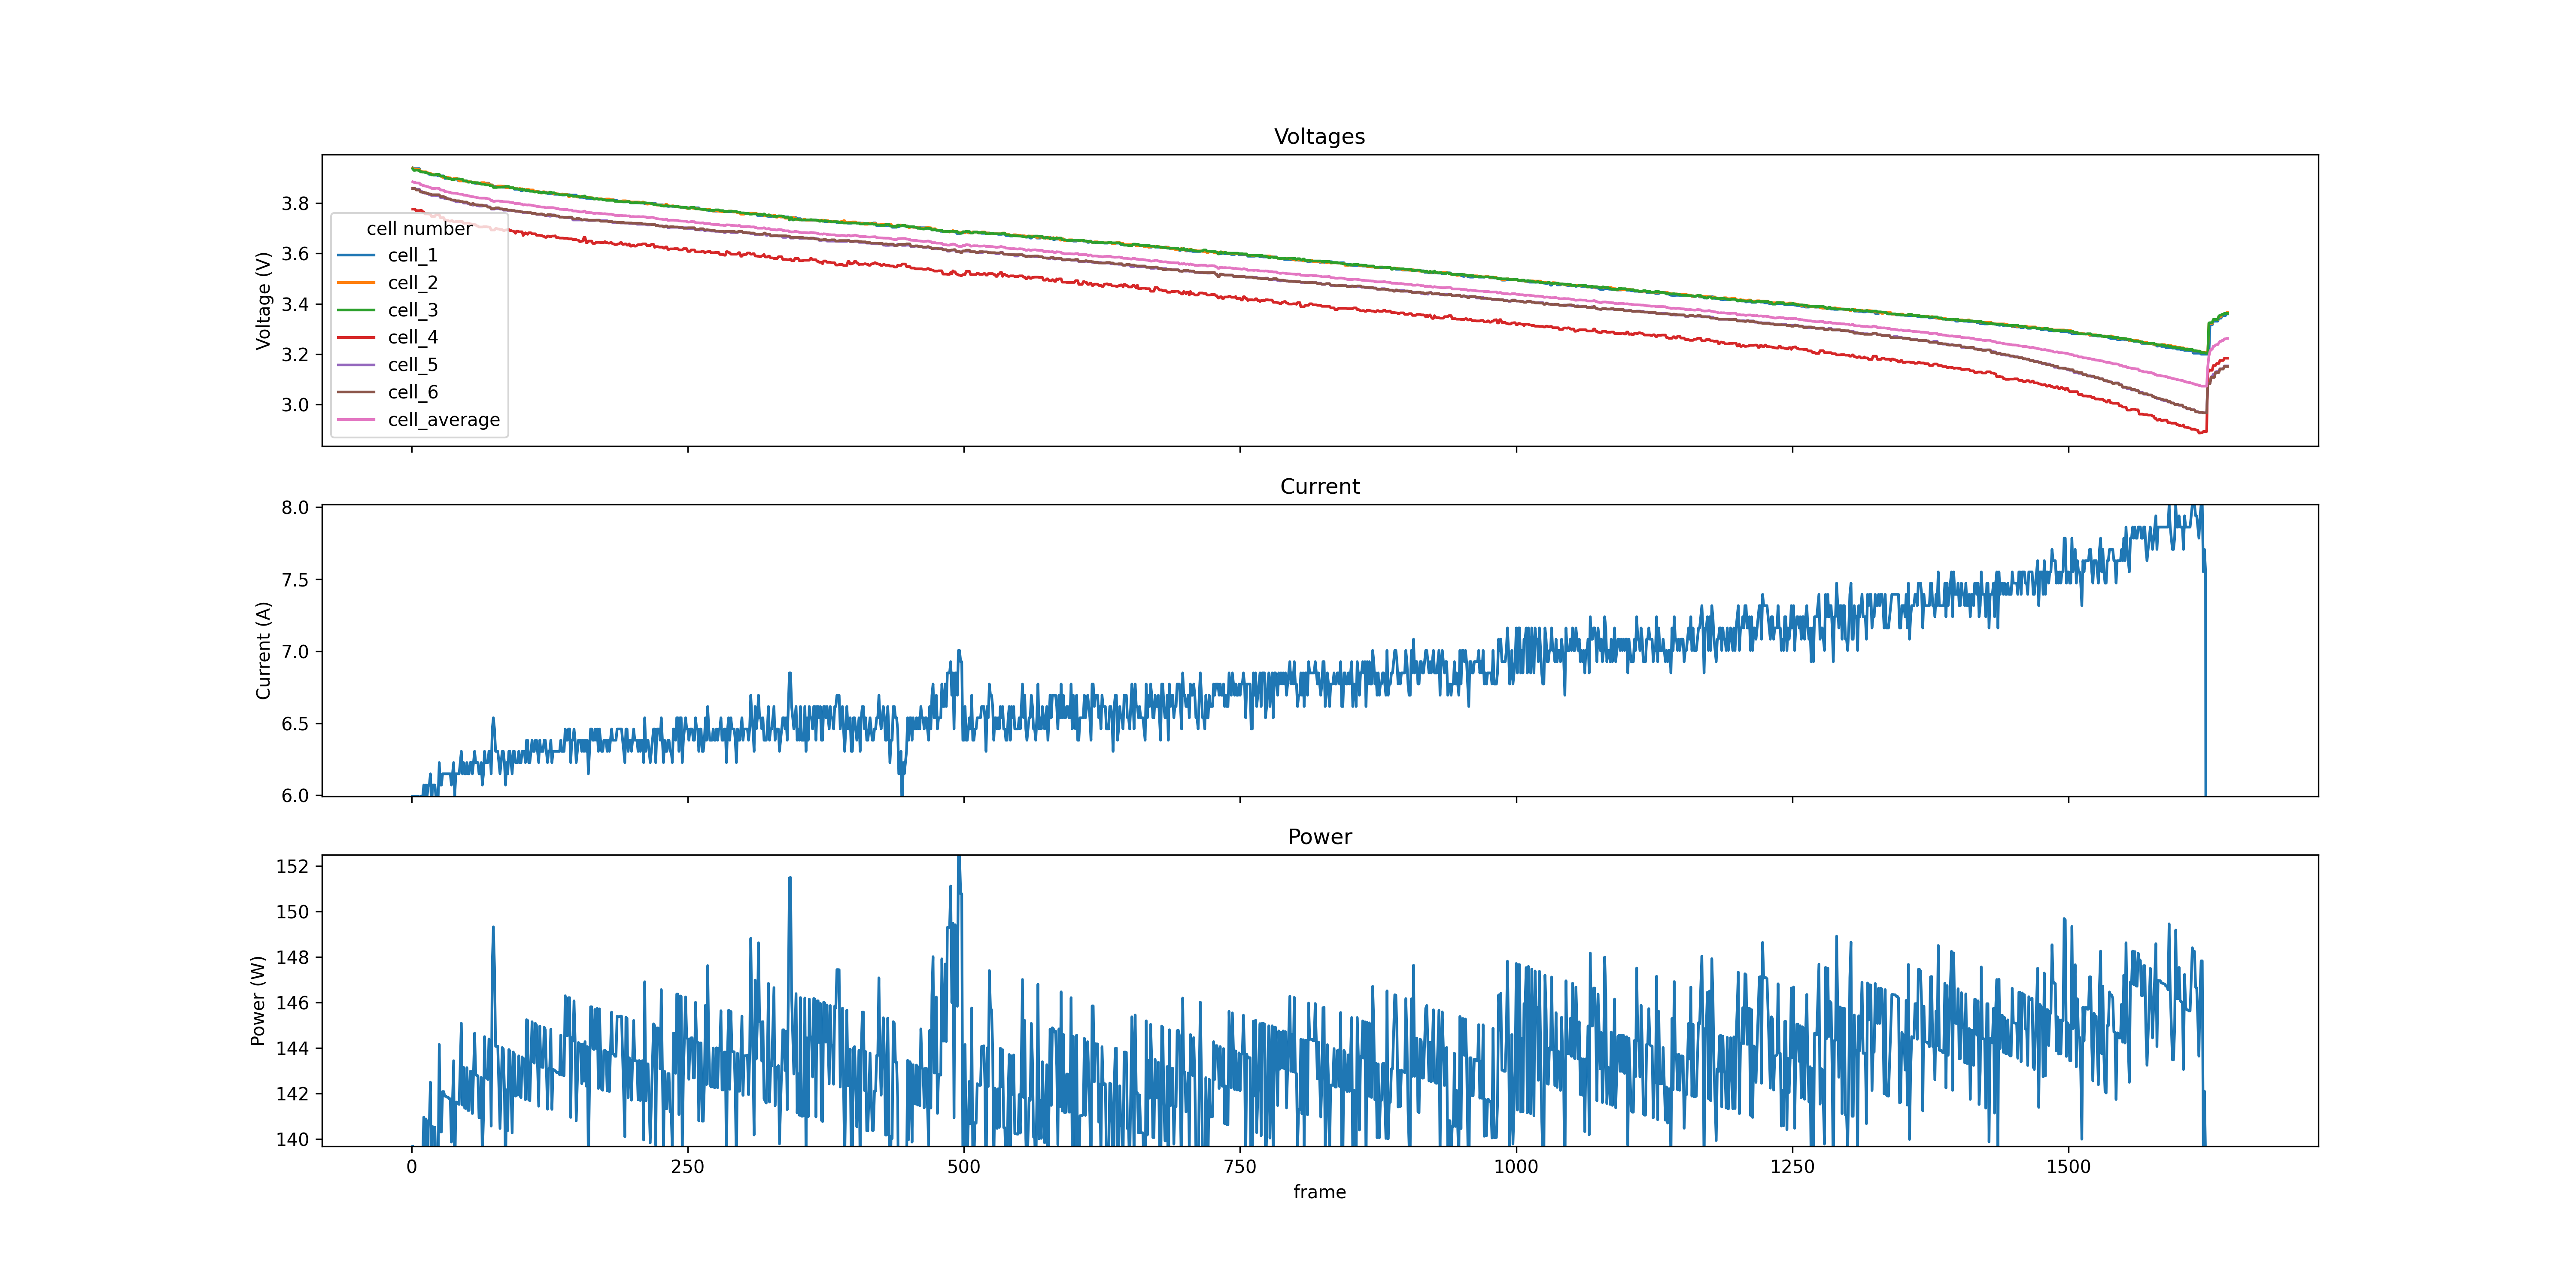 Voltages
Voltage (V)
3.8
3.6
3.4
3.2
3.0
cell number
cell_1
cell_2
cell_3
cell_4
cell_5
cell_6
cell_average
Current
Current (A)
8.0
7.5
7.0
6.5
6.0
Power
Power (W)
152
150
148
146
144
142
140
0 250 500 750 1000 1250 1500
frame